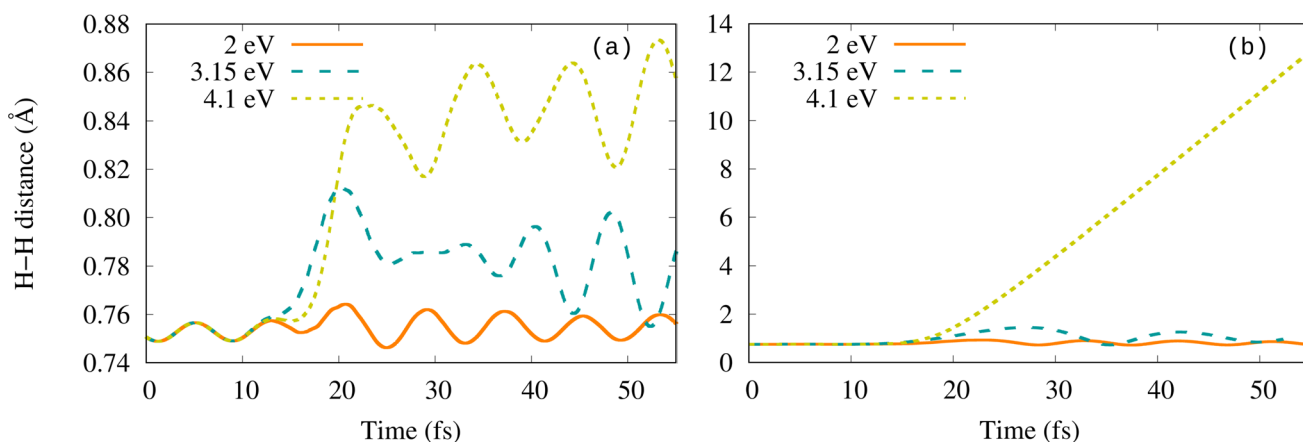 H−H distance (Å)
0.88
0.86
0.84
0.82
0.80
0.78
0.76
0.74
2 eV
3.15 eV
4.1 eV
(a)
0 10 20 30 40 50
Time (fs)
14
12
10
8
6
4
2
0
2 eV
3.15 eV
4.1 eV
(b)
0 10 20 30 40 50
Time (fs)